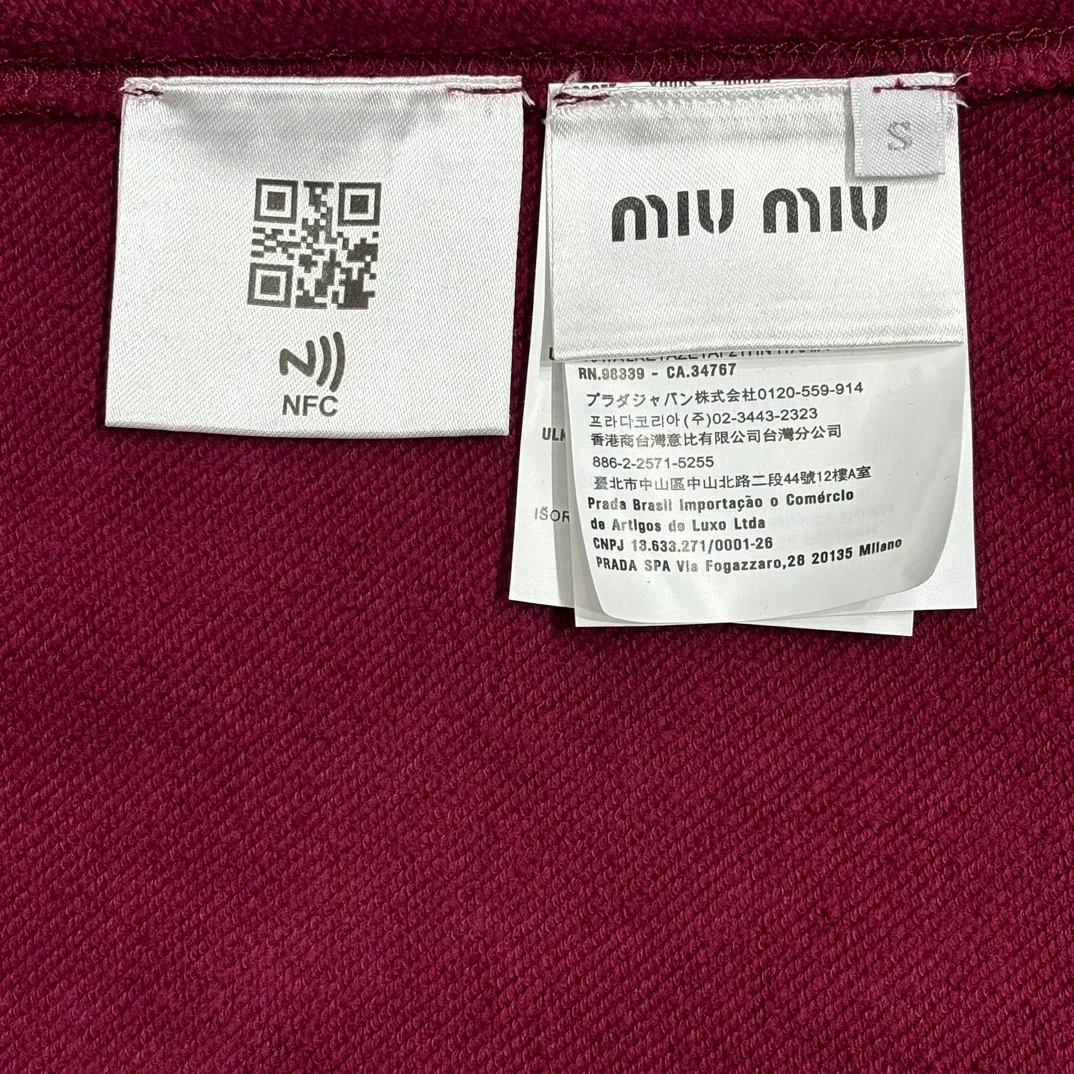 NFC
S
miu miu
RN.98339 - CA.34767
プラダジャパン株式会社0120-559-914
프라다코리아(주)02-3443-2323
香港商台灣意比有限公司台灣分公司
886-2-2571-5255
臺北市中山區中山北路二段44號12樓A室
Prada Brasil Importação o Comércio
de Artigos de Luxo Ltda
CNPJ 13.633.271/0001-26
PRADA SPA Via Fogazzaro,28 20135 Milano